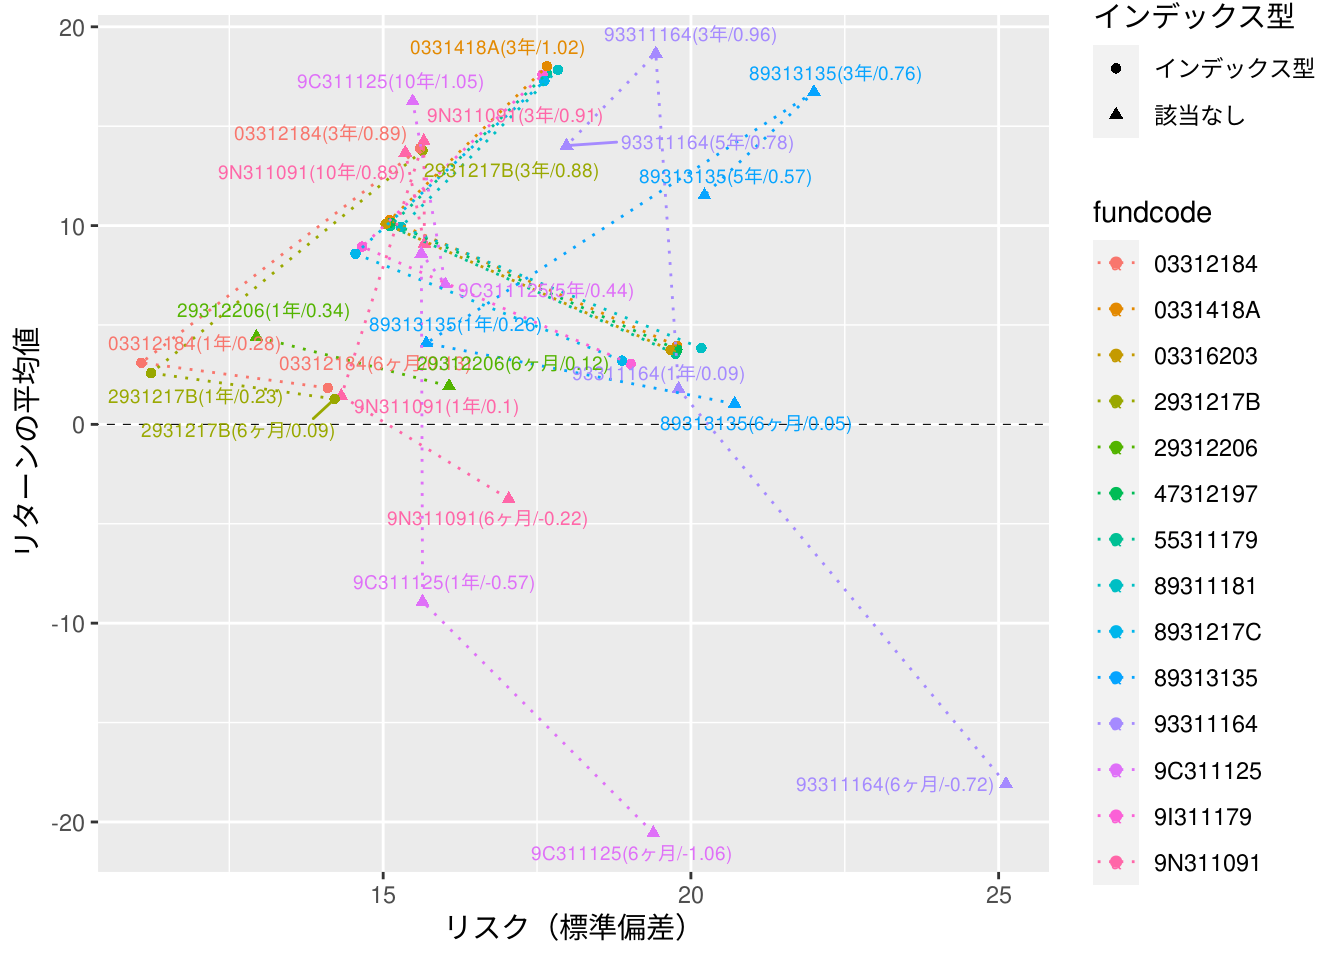 インデックス型
インデックス型
該当なし
fundcode
03312184
0331418A
03316203
2931217B
29312206
47312197
55311179
89311181
8931217C
89313135
93311164
9C311125
9I311179
9N311091
リターンの平均値
20
10
0
-10
-20
93311164(3年/0.96)
0331418A(3年/1.02)
89313135(3年/0.76)
9C311125(10年/1.05)
9N311091(3年/0.91)
03312184(3年/0.89)
93311164(5年/0.78)
9N311091(10年/0.89)
2931217B(3年/0.88)
89313135(5年/0.57)
9C311125(5年/0.44)
29312206(1年/0.34)
89313135(1年/0.26)
03312184(1年/0.28)
03312184(6ヶ月/0.13)
29312206(6ヶ月/0.12)
93311164(1年/0.09)
2931217B(1年/0.23)
9N311091(1年/0.1)
2931217B(6ヶ月/0.09)
89313135(6ヶ月/0.05)
9N311091(6ヶ月/-0.22)
9C311125(1年/-0.57)
93311164(6ヶ月/-0.72)
9C311125(6ヶ月/-1.06)
15
20
25
リスク（標準偏差）